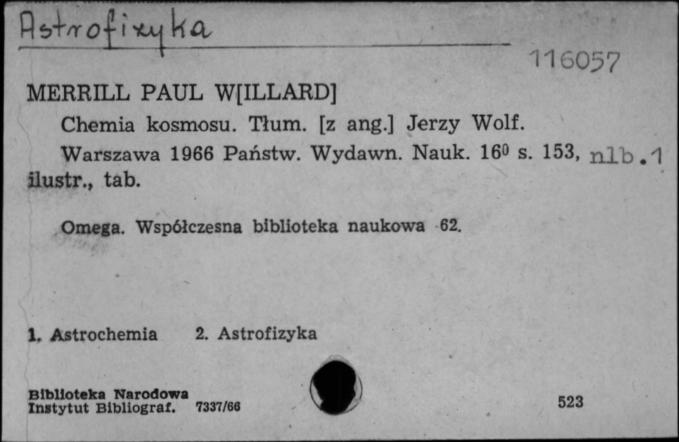 Astrofizyka
116057
MERRILL PAUL W[ILLARD]
Chemia kosmosu. Tłum. [z ang.] Jerzy Wolf.
Warszawa 1966 Państw. Wydawn. Nauk. 16⁰ s. 153, nlb.1
ilustr., tab.
Omega. Współczesna biblioteka naukowa 62.
1. Astrochemia 2. Astrofizyka
Biblioteka Narodowa
Instytut Bibliograf. 7337/66
523